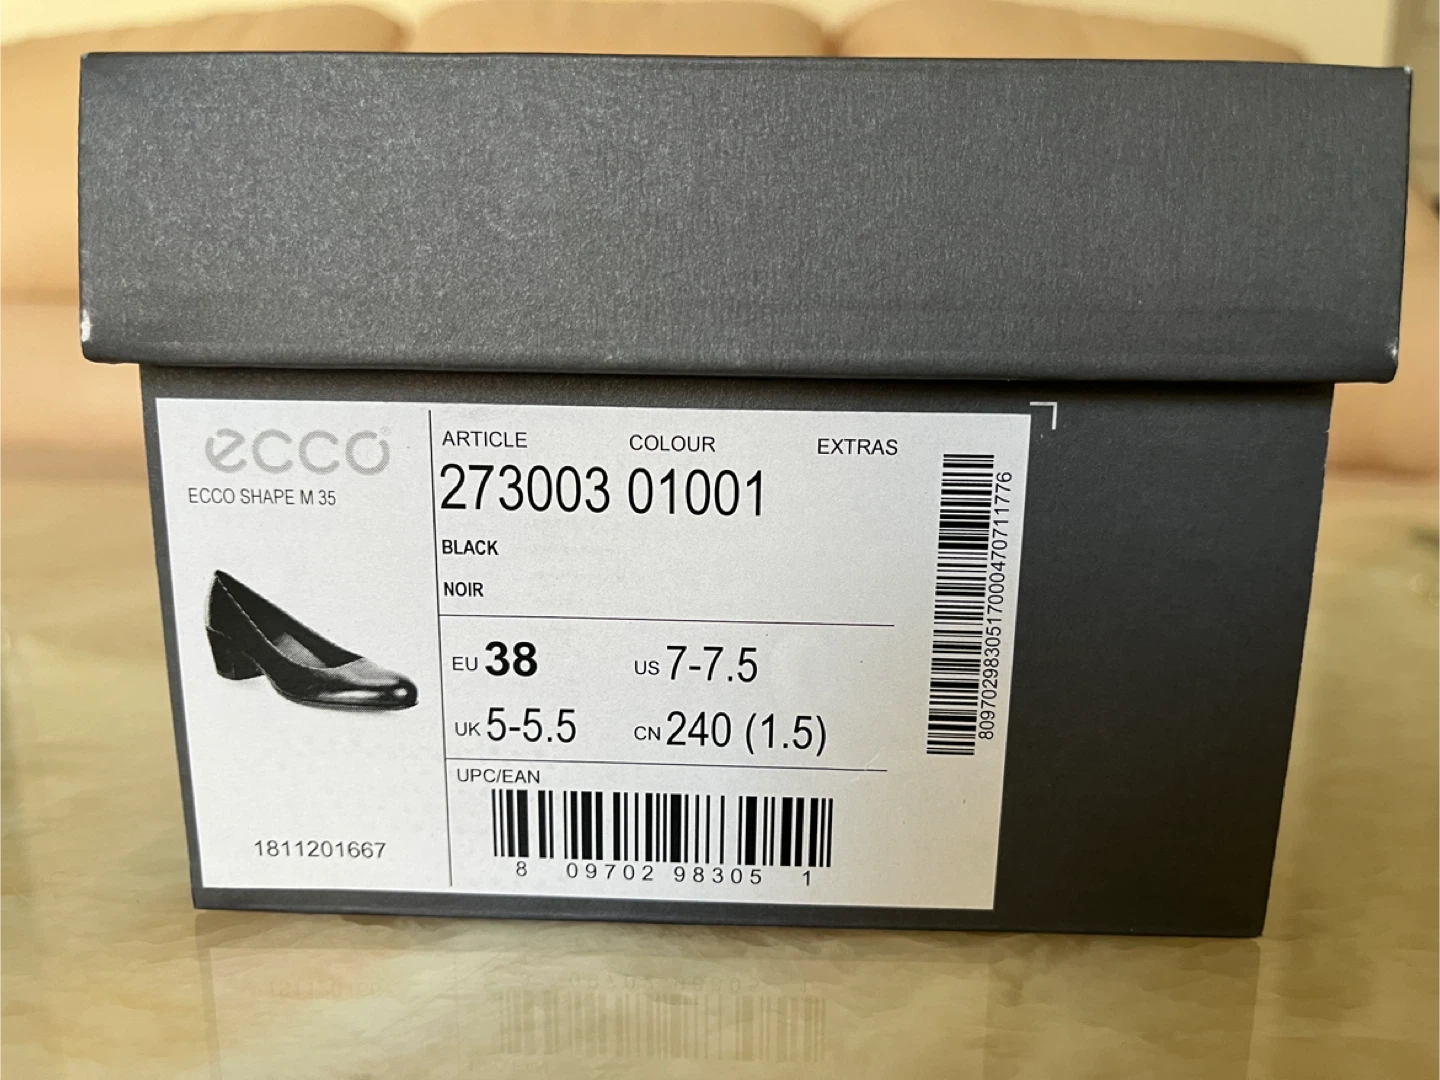 ecco®
ECCO SHAPE M 35
1811201667
ARTICLE COLOUR EXTRAS
273003 01001
BLACK
NOIR
EU 38 US 7-7.5
UK 5-5.5 CN 240 (1.5)
UPC/EAN
8 09702 98305 1
8097029830517000470711776